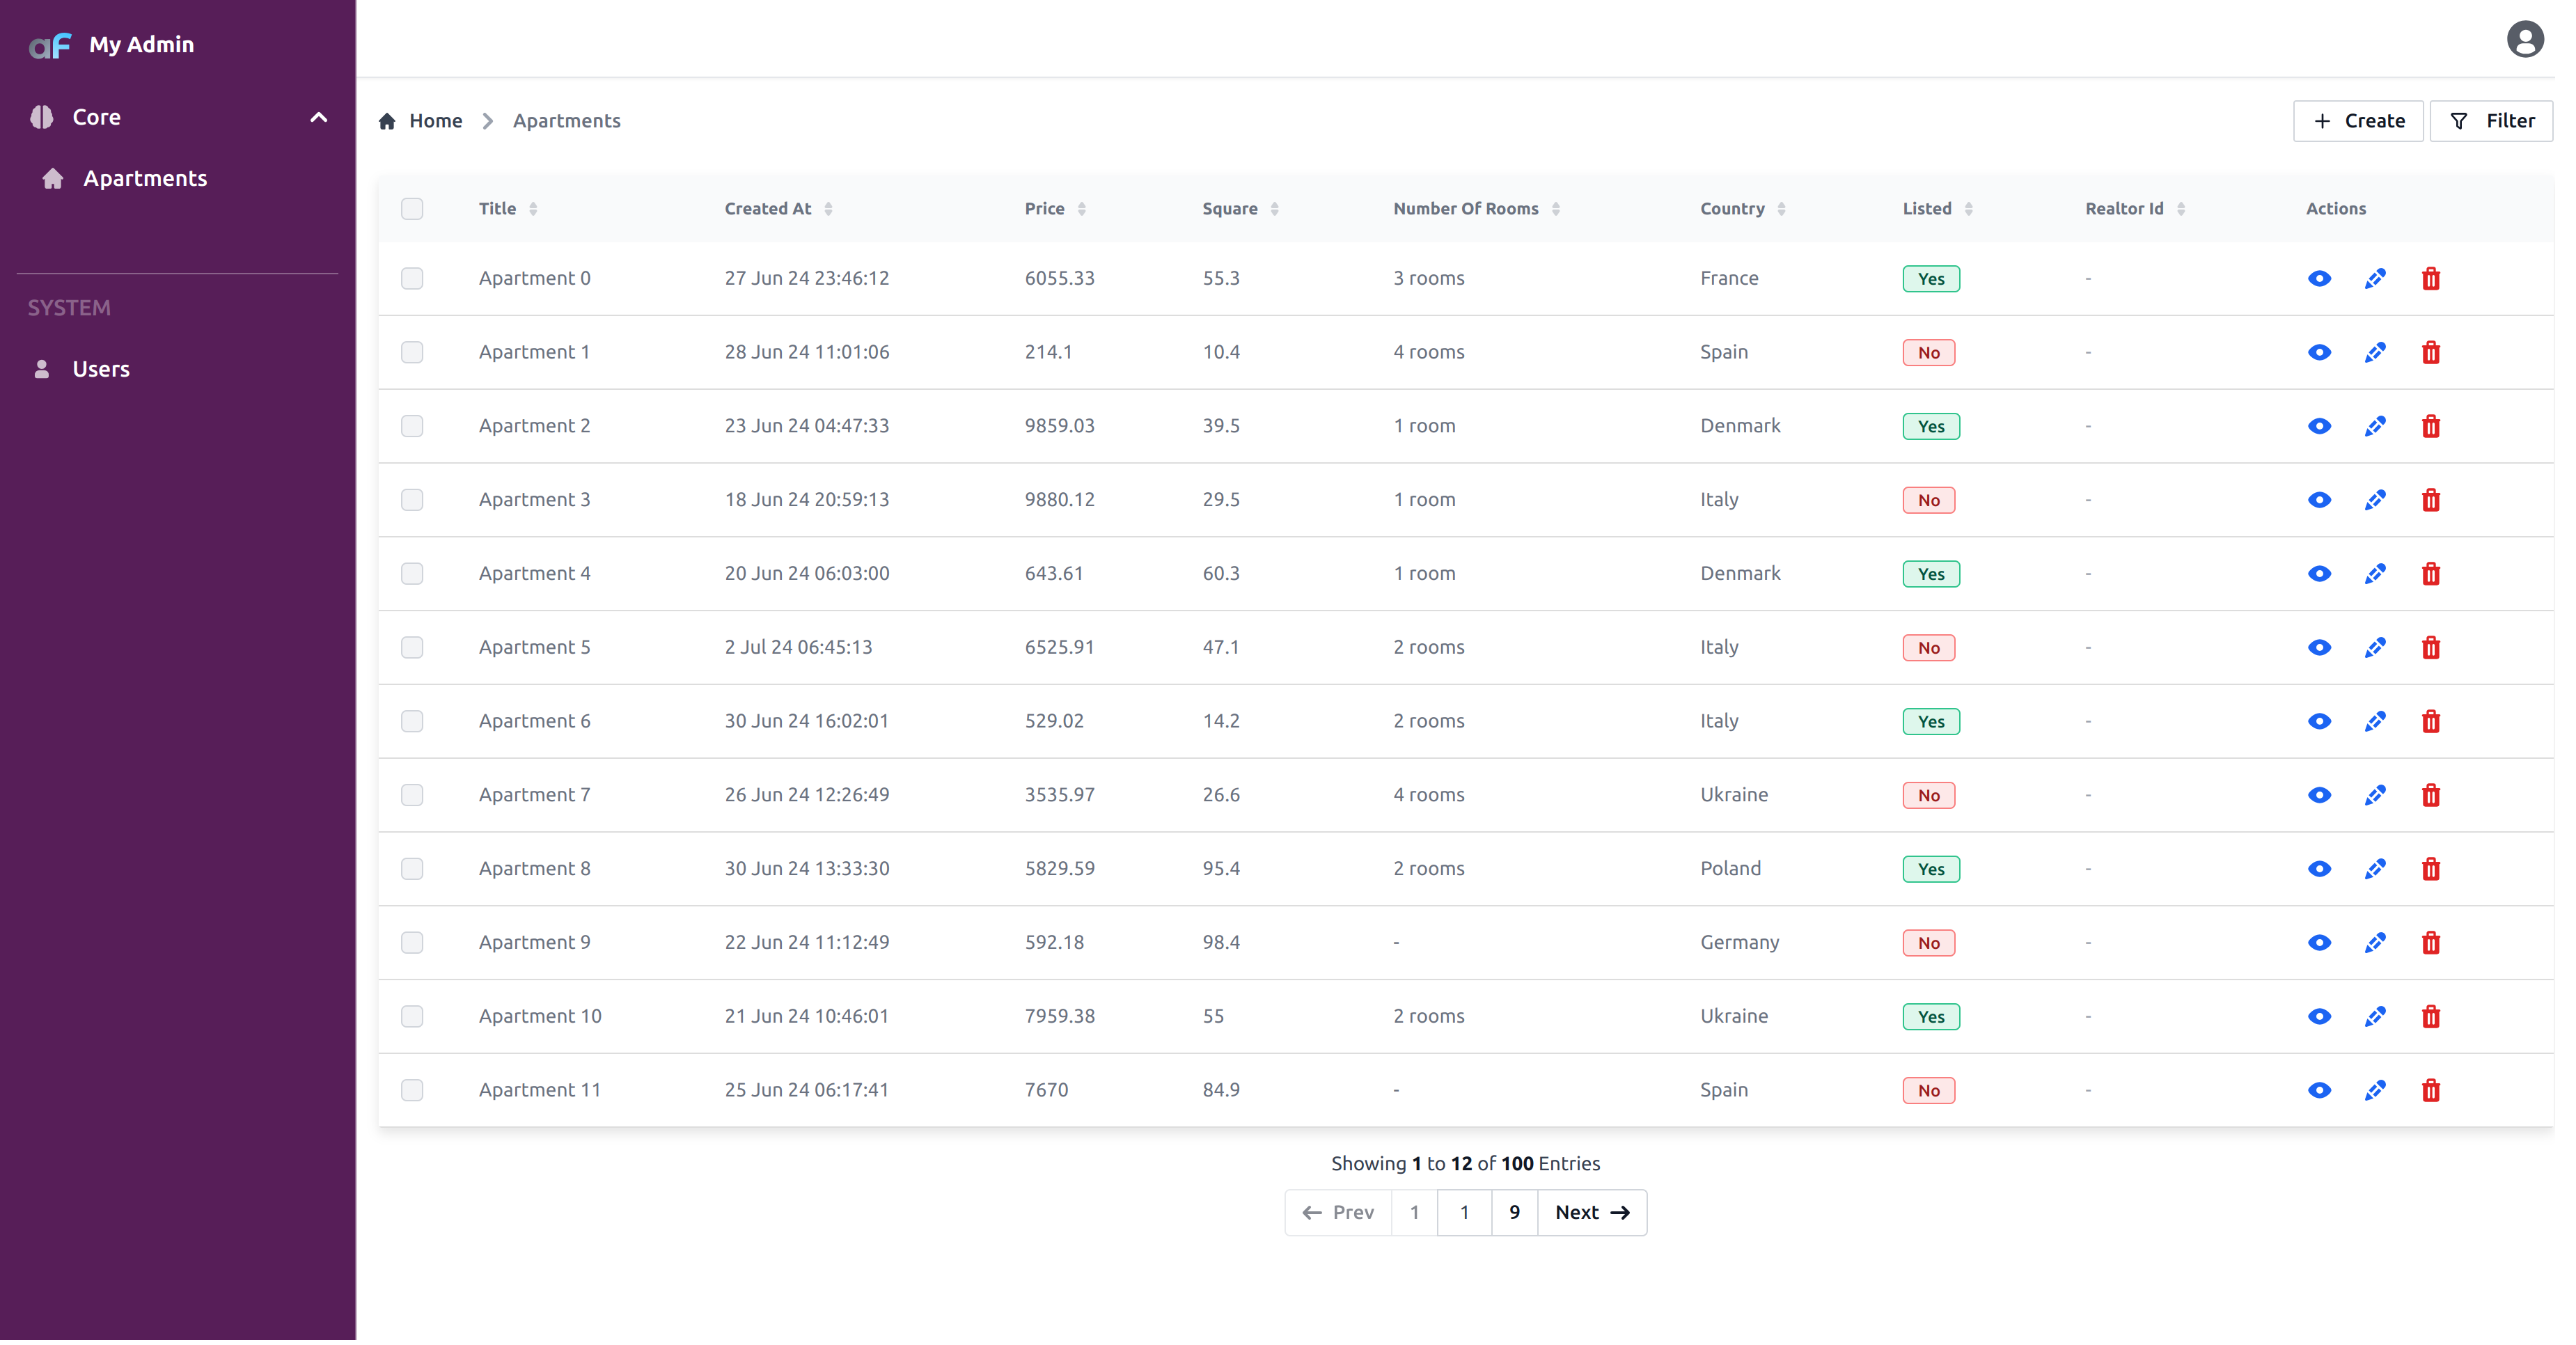 aF My Admin
Core
Apartments
SYSTEM
Users
Home Apartments
Create Filter
Title Created At Price Square Number Of Rooms Country Listed Realtor Id Actions
Apartment 0 27 Jun 24 23:46:12 6055.33 55.3 3 rooms France Yes -
Apartment 1 28 Jun 24 11:01:06 214.1 10.4 4 rooms Spain No -
Apartment 2 23 Jun 24 04:47:33 9859.03 39.5 1 room Denmark Yes -
Apartment 3 18 Jun 24 20:59:13 9880.12 29.5 1 room Italy No -
Apartment 4 20 Jun 24 06:03:00 643.61 60.3 1 room Denmark Yes -
Apartment 5 2 Jul 24 06:45:13 6525.91 47.1 2 rooms Italy No -
Apartment 6 30 Jun 24 16:02:01 529.02 14.2 2 rooms Italy Yes -
Apartment 7 26 Jun 24 12:26:49 3535.97 26.6 4 rooms Ukraine No -
Apartment 8 30 Jun 24 13:33:30 5829.59 95.4 2 rooms Poland Yes -
Apartment 9 22 Jun 24 11:12:49 592.18 98.4 - Germany No -
Apartment 10 21 Jun 24 10:46:01 7959.38 55 2 rooms Ukraine Yes -
Apartment 11 25 Jun 24 06:17:41 7670 84.9 - Spain No -
Showing 1 to 12 of 100 Entries
Prev 1 1 9 Next